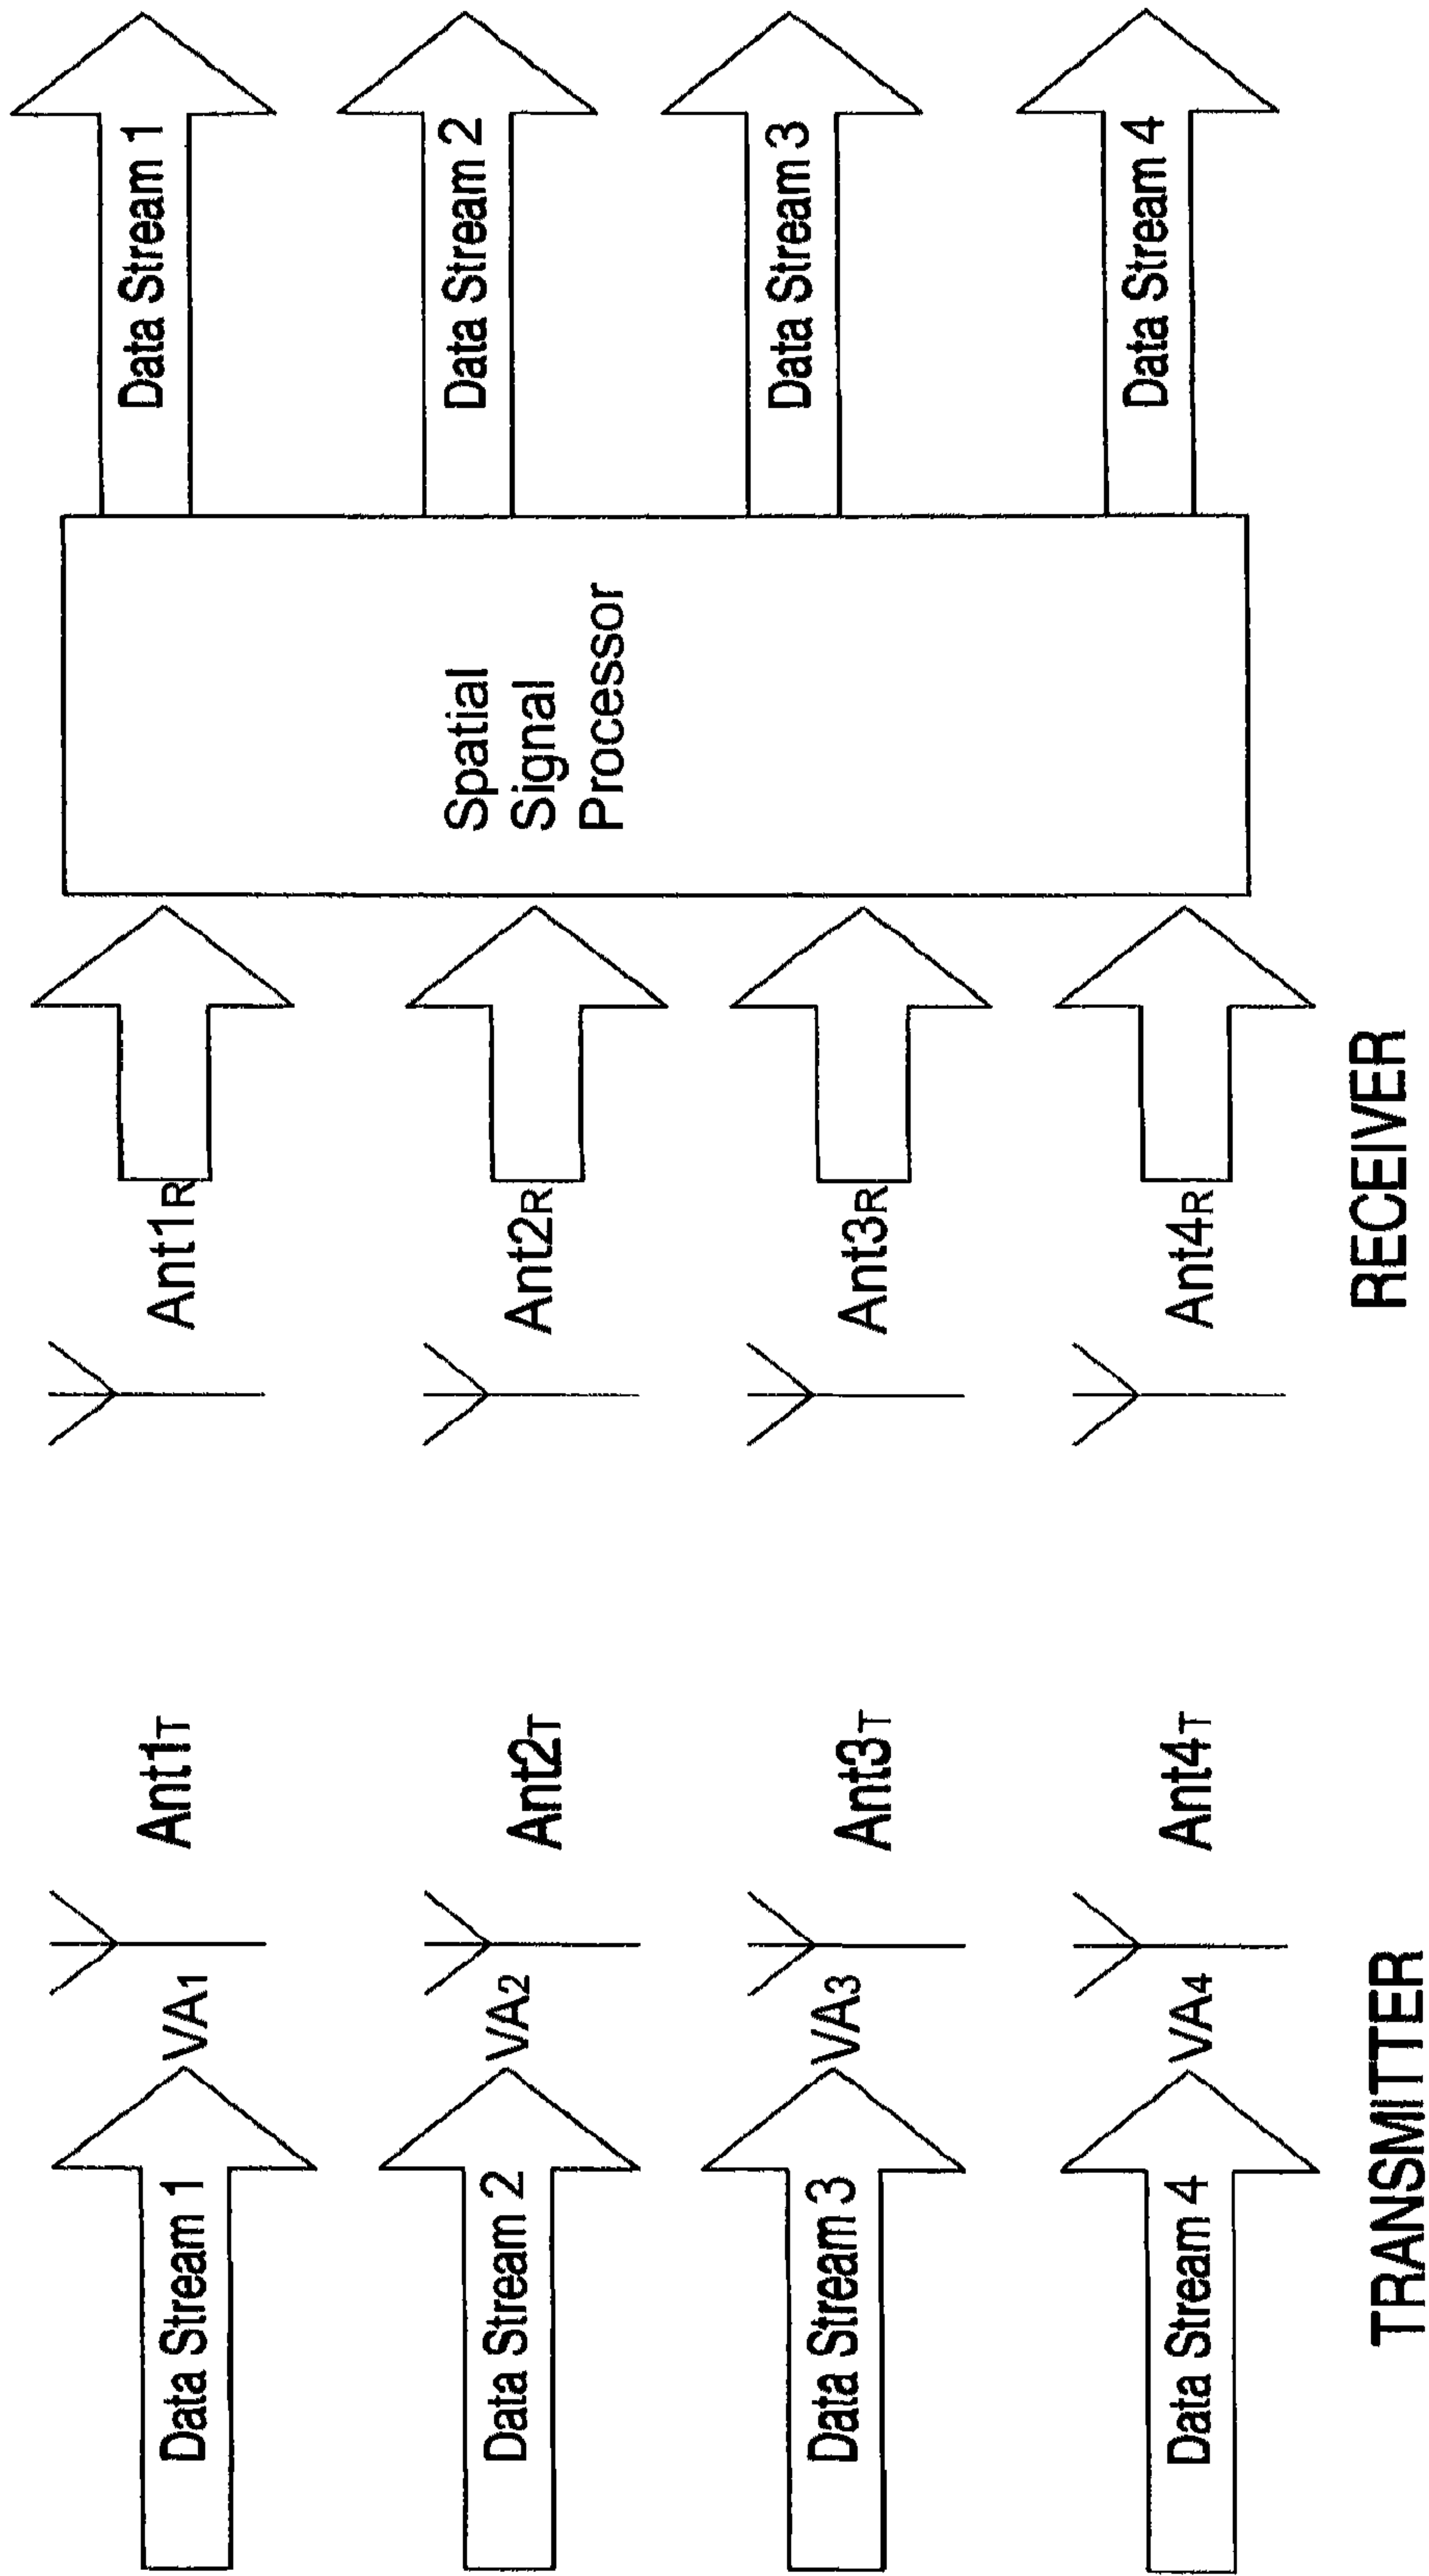 Data Stream 1
VA1
Ant1T
Ant1R
Data Stream 1
Data Stream 2
VA2
Ant2T
Ant2R
Spatial
Signal
Processor
Data Stream 2
Data Stream 3
VA3
Ant3T
Ant3R
Data Stream 3
Data Stream 4
VA4
Ant4T
Ant4R
Data Stream 4
TRANSMITTER
RECEIVER